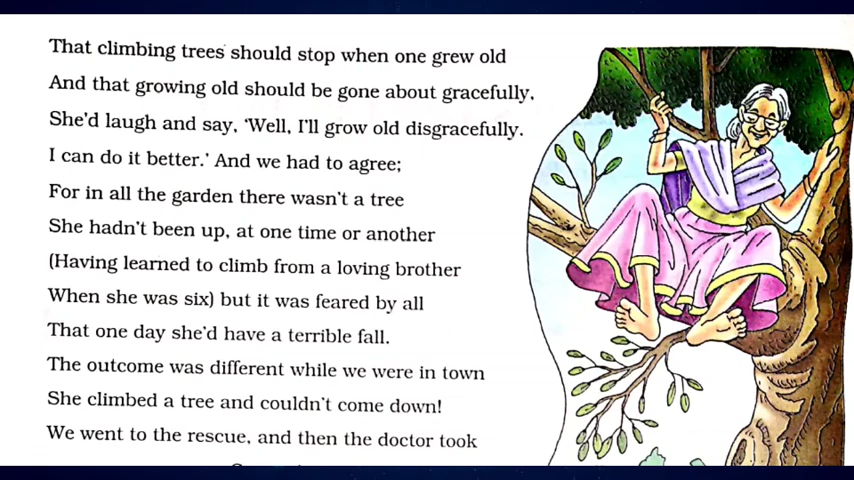 That climbing trees should stop when one grew old
And that growing old should be gone about gracefully,
She'd laugh and say, 'Well, I'll grow old disgracefully.
I can do it better.' And we had to agree;
For in all the garden there wasn't a tree
She hadn't been up, at one time or another
(Having learned to climb from a loving brother
When she was six) but it was feared by all
That one day she'd have a terrible fall.
The outcome was different while we were in town
She climbed a tree and couldn't come down!
We went to the rescue, and then the doctor took